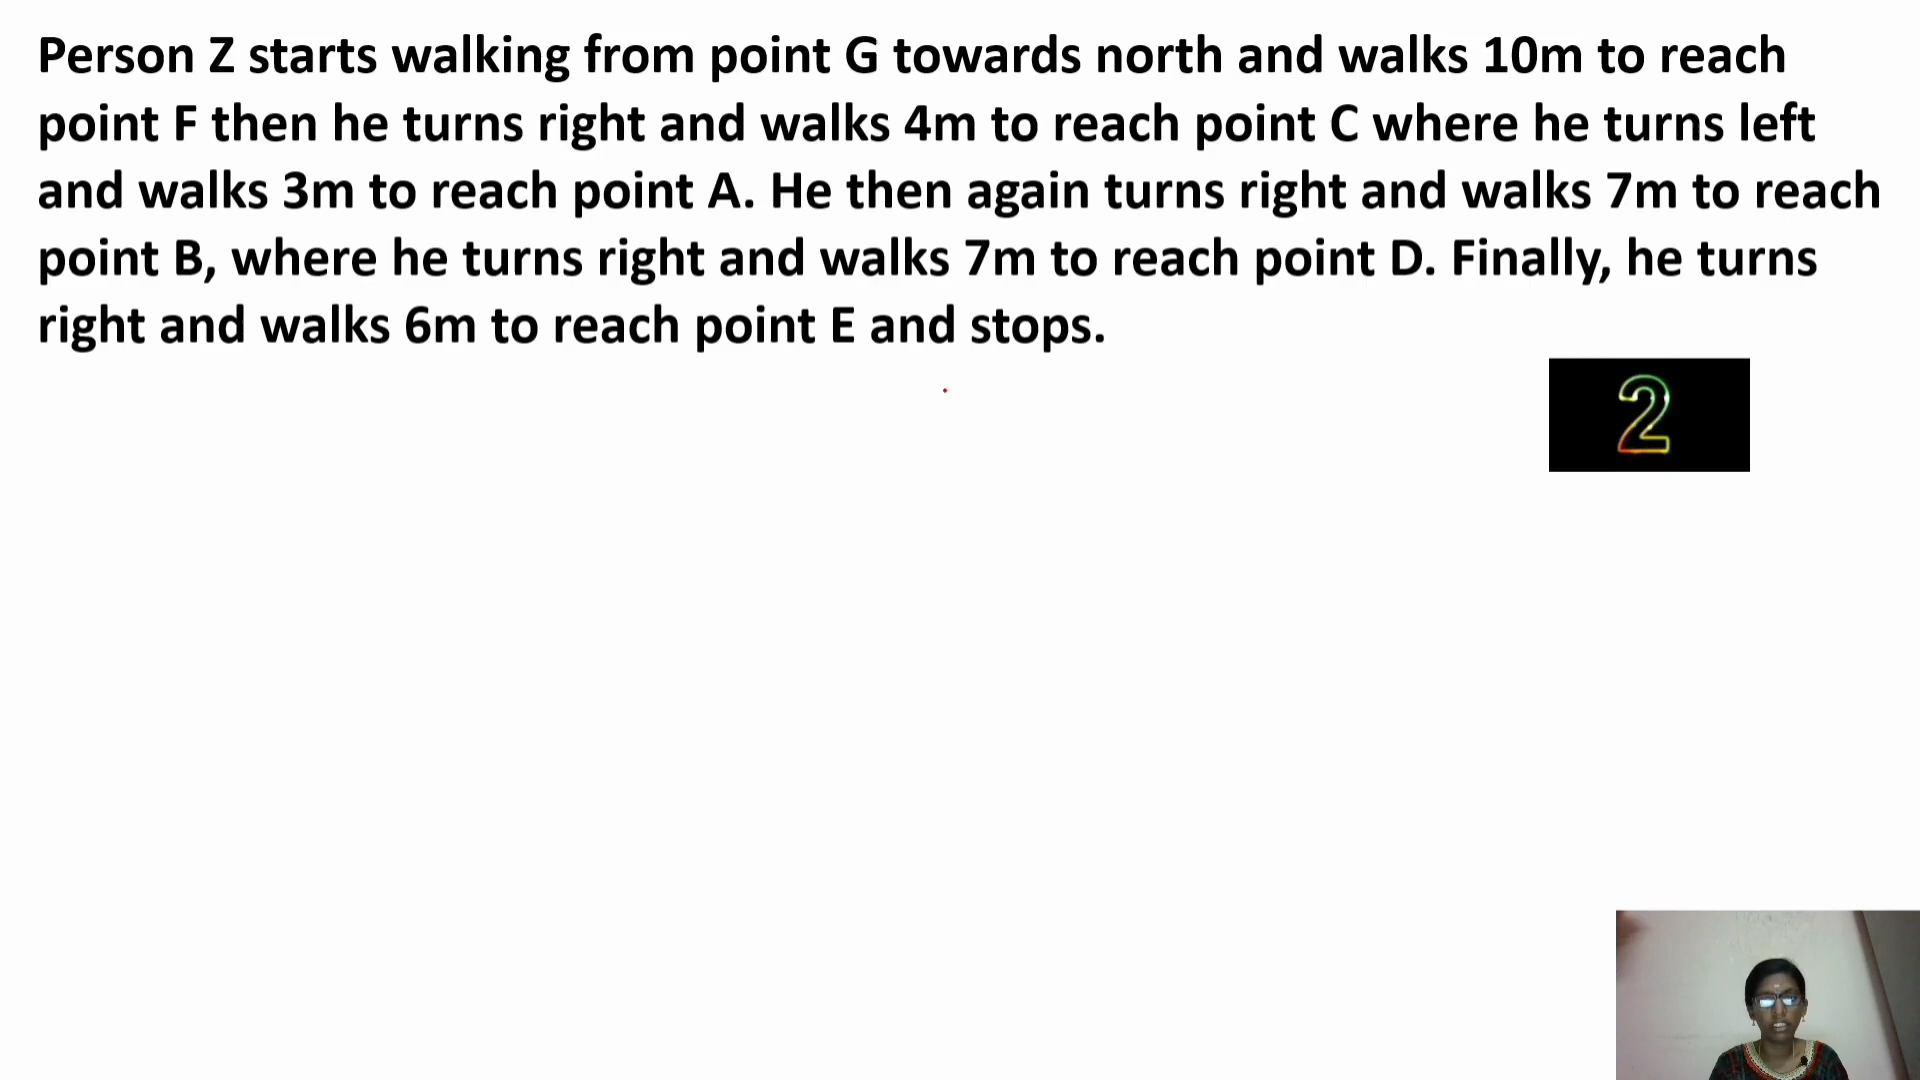 Person Z starts walking from point G towards north and walks 10m to reach
point F then he turns right and walks 4m to reach point C where he turns left
and walks 3m to reach point A. He then again turns right and walks 7m to reach
point B, where he turns right and walks 7m to reach point D. Finally, he turns
right and walks 6m to reach point E and stops.
2